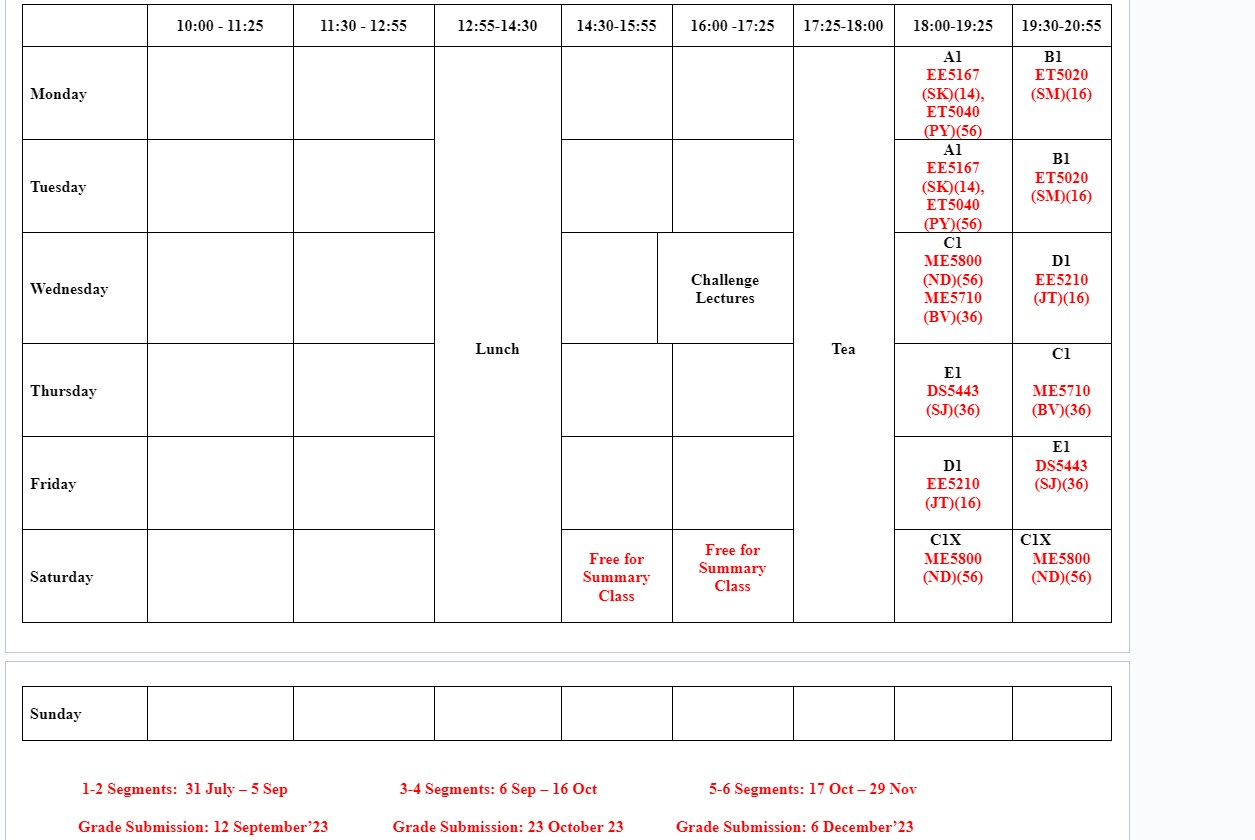 10:00 - 11:25 11:30 - 12:55 12:55-14:30 14:30-15:55 16:00 -17:25 17:25-18:00 18:00-19:25 19:30-20:55
Monday
A1
EE5167
(SK)(14),
ET5040
(PY)(56)
B1
ET5020
(SM)(16)
Tuesday
A1
EE5167
(SK)(14),
ET5040
(PY)(56)
B1
ET5020
(SM)(16)
Wednesday
Challenge
Lectures
C1
ME5800
(ND)(56)
ME5710
(BV)(36)
D1
EE5210
(JT)(16)
Lunch
Tea
Thursday
E1
DS5443
(SJ)(36)
C1
ME5710
(BV)(36)
Friday
D1
EE5210
(JT)(16)
E1
DS5443
(SJ)(36)
Saturday
Free for
Summary
Class
Free for
Summary
Class
C1X
ME5800
(ND)(56)
C1X
ME5800
(ND)(56)
Sunday
1-2 Segments: 31 July – 5 Sep 3-4 Segments: 6 Sep – 16 Oct 5-6 Segments: 17 Oct – 29 Nov
Grade Submission: 12 September’23 Grade Submission: 23 October 23 Grade Submission: 6 December’23